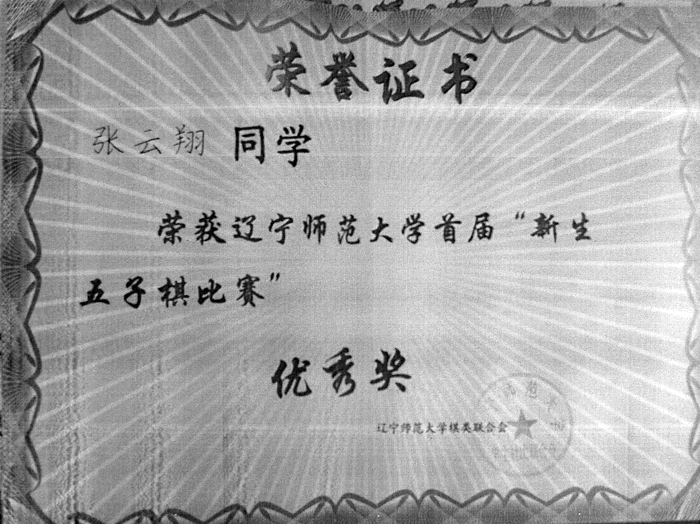 荣誉证书
张云翔 同学
荣获辽宁师范大学首届“新生
五子棋比赛”
优秀奖
辽宁师范大学棋类联合会